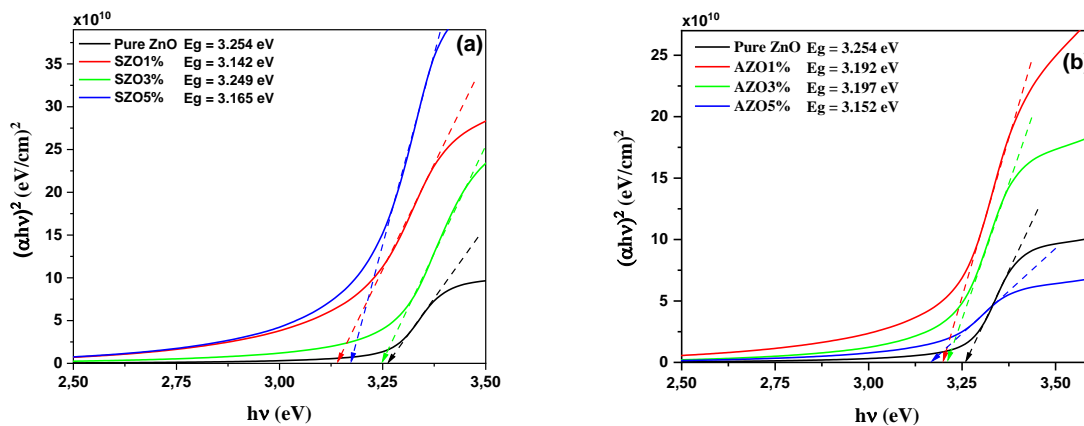 x10¹⁰
(a)
Pure ZnO Eg = 3.254 eV
SZO1% Eg = 3.142 eV
SZO3% Eg = 3.249 eV
SZO5% Eg = 3.165 eV
35
30
25
20
15
10
5
0
2,50 2,75 3,00 3,25 3,50
(αhν)² (eV/cm)²
hν (eV)
x10¹⁰
(b
Pure ZnO Eg = 3.254 eV
AZO1% Eg = 3.192 eV
AZO3% Eg = 3.197 eV
AZO5% Eg = 3.152 eV
25
20
15
10
5
0
2,50 2,75 3,00 3,25 3,50
(αhν)² (eV/cm)²
hν (eV)